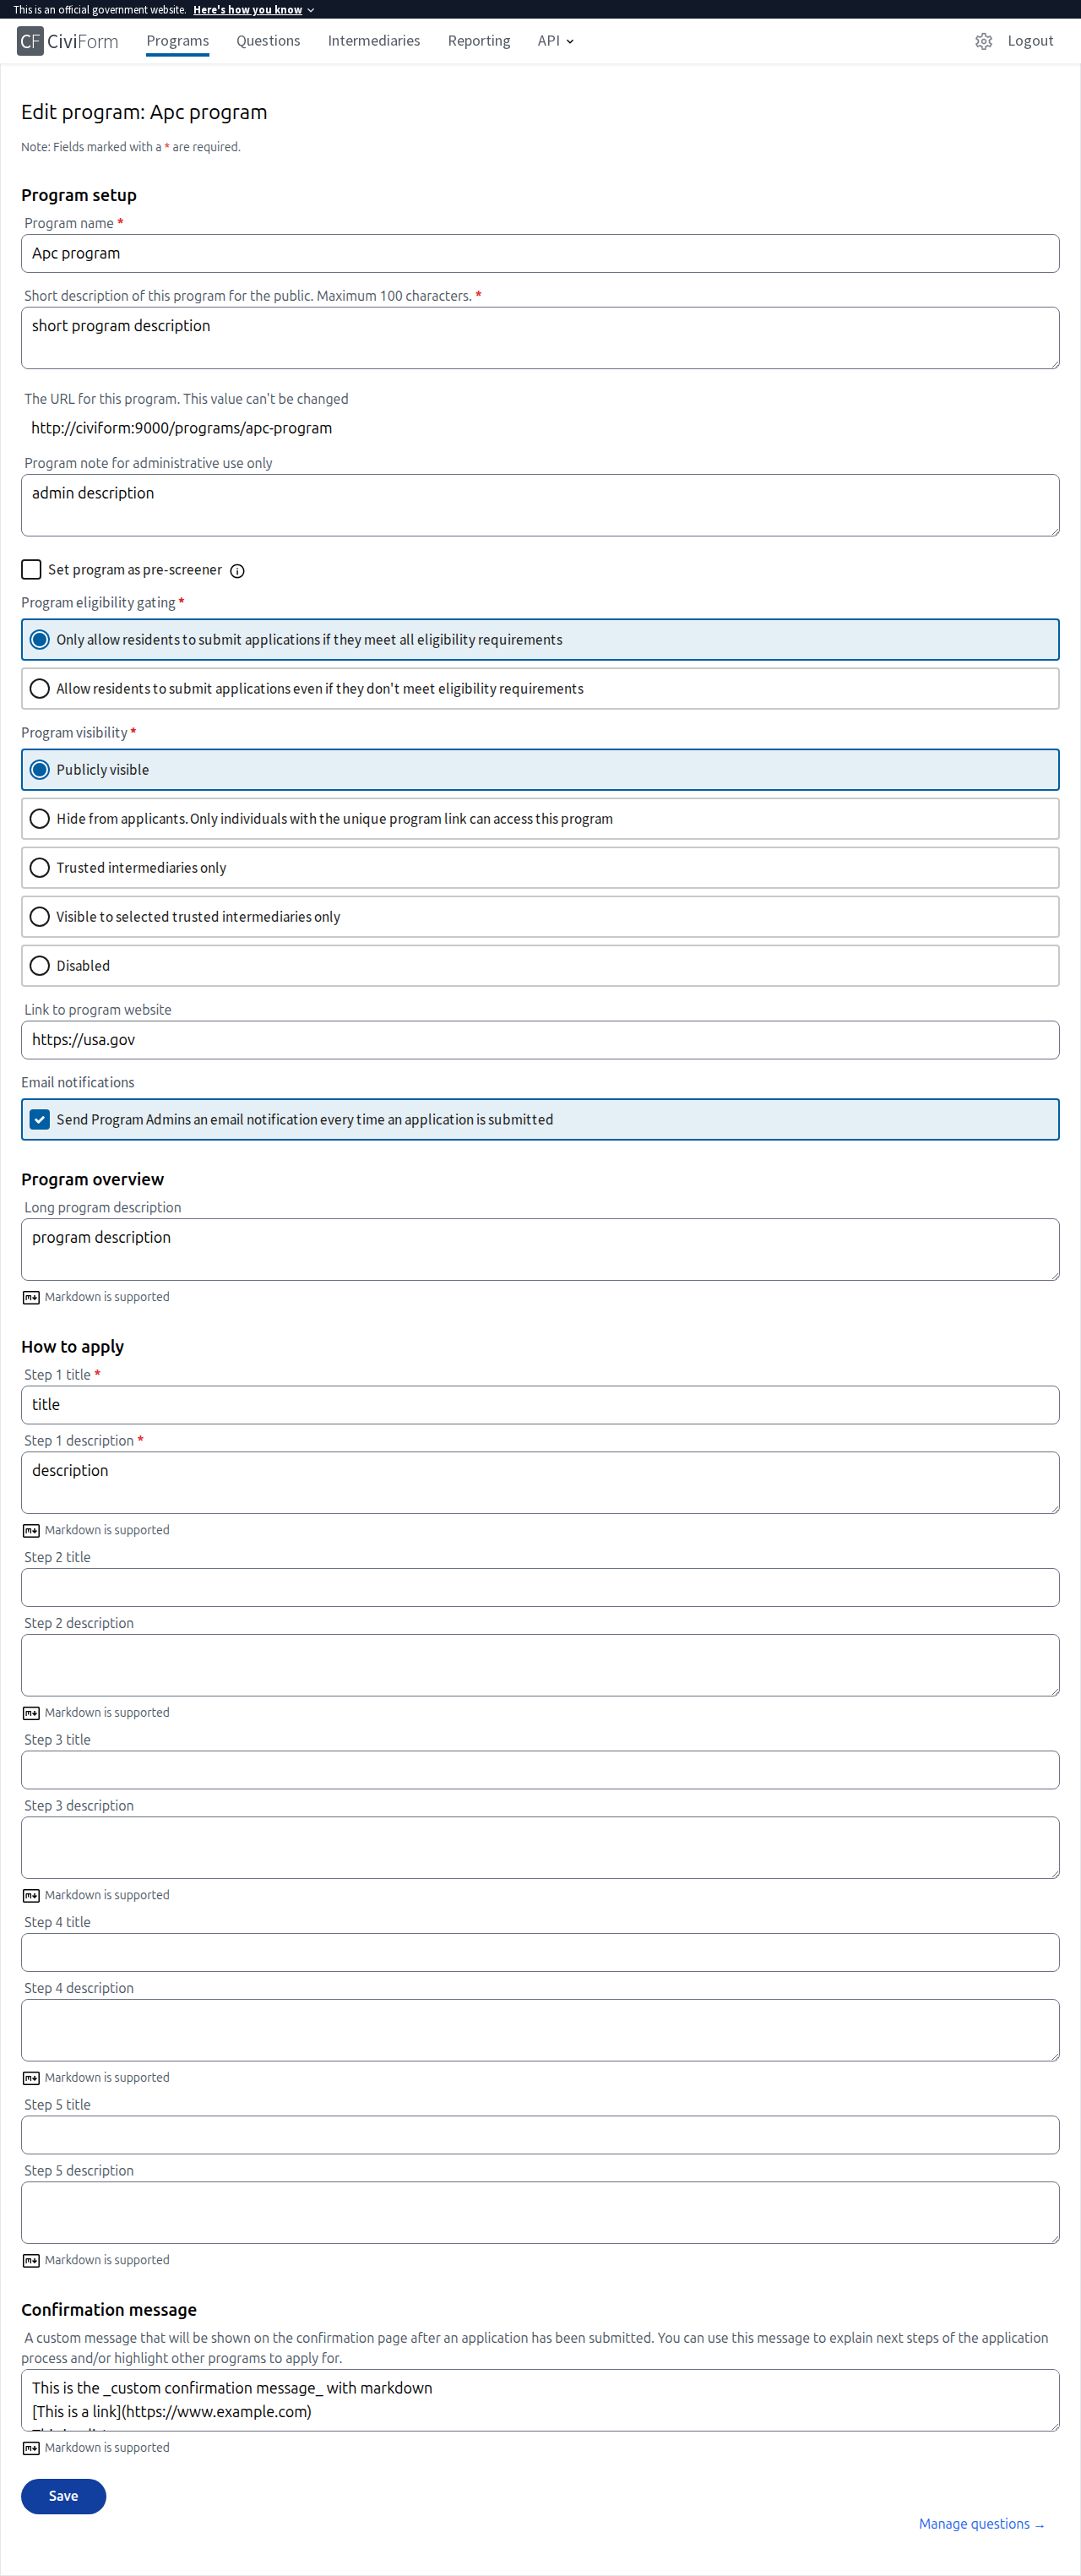 This is an official government website. Here's how you know
CF CiviForm Programs Questions Intermediaries Reporting API Logout
Edit program: Apc program
Note: Fields marked with a * are required.
Program setup
Program name *
Apc program
Short description of this program for the public. Maximum 100 characters. *
short program description
The URL for this program. This value can't be changed
http://civiform:9000/programs/apc-program
Program note for administrative use only
admin description
Set program as pre-screener
Program eligibility gating *
Only allow residents to submit applications if they meet all eligibility requirements
Allow residents to submit applications even if they don't meet eligibility requirements
Program visibility *
Publicly visible
Hide from applicants. Only individuals with the unique program link can access this program
Trusted intermediaries only
Visible to selected trusted intermediaries only
Disabled
Link to program website
https://usa.gov
Email notifications
Send Program Admins an email notification every time an application is submitted
Program overview
Long program description
program description
Markdown is supported
How to apply
Step 1 title *
title
Step 1 description *
description
Markdown is supported
Step 2 title
Step 2 description
Markdown is supported
Step 3 title
Step 3 description
Markdown is supported
Step 4 title
Step 4 description
Markdown is supported
Step 5 title
Step 5 description
Markdown is supported
Confirmation message
A custom message that will be shown on the confirmation page after an application has been submitted. You can use this message to explain next steps of the application
process and/or highlight other programs to apply for.
This is the _custom confirmation message_ with markdown
[This is a link](https://www.example.com)
Markdown is supported
Save
Manage questions →